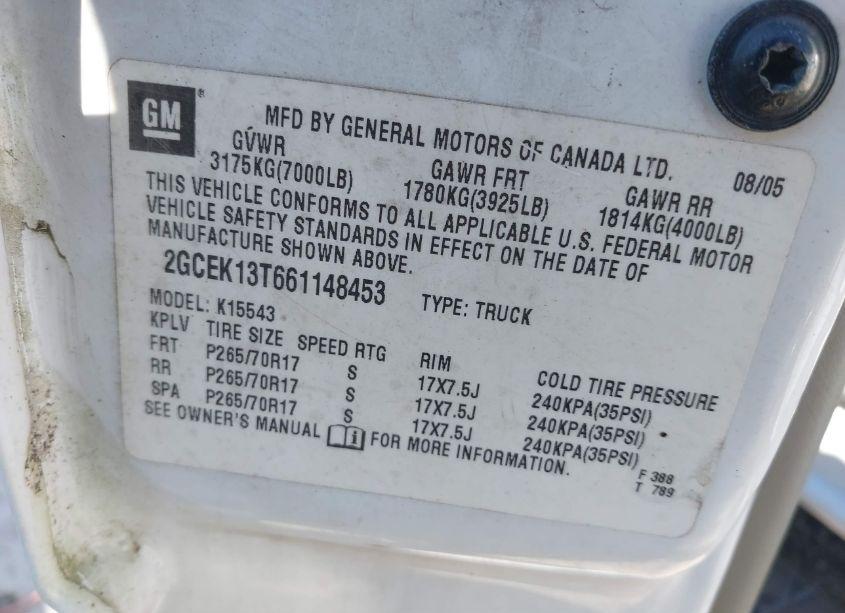 GM ®
MFD BY GENERAL MOTORS OF CANADA LTD. 08/05
GVWR GAWR FRT GAWR RR
3175KG(7000LB) 1780KG(3925LB) 1814KG(4000LB)
THIS VEHICLE CONFORMS TO ALL APPLICABLE U.S. FEDERAL MOTOR
VEHICLE SAFETY STANDARDS IN EFFECT ON THE DATE OF
MANUFACTURE SHOWN ABOVE.
2GCEK13T661148453 TYPE: TRUCK
MODEL: K15543
KPLV TIRE SIZE SPEED RTG RIM COLD TIRE PRESSURE
FRT P265/70R17 S 17X7.5J 240KPA(35PSI)
RR P265/70R17 S 17X7.5J 240KPA(35PSI)
SPA P265/70R17 S 17X7.5J 240KPA(35PSI)
SEE OWNER'S MANUAL i FOR MORE INFORMATION.
F 388
T 789